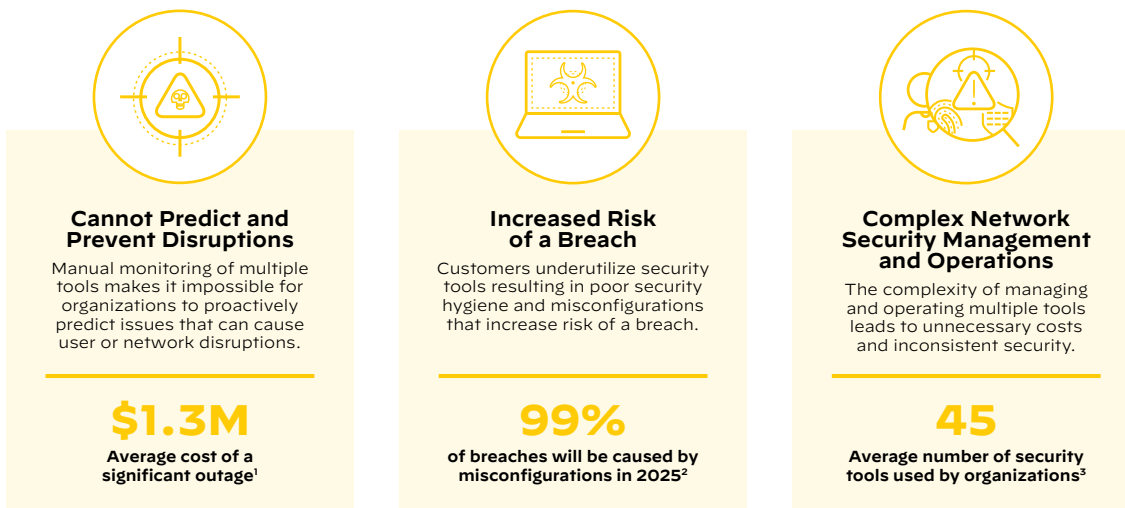 Cannot Predict and
Prevent Disruptions
Manual monitoring of multiple
tools makes it impossible for
organizations to proactively
predict issues that can cause
user or network disruptions.
$1.3M
Average cost of a
significant outage¹
Increased Risk
of a Breach
Customers underutilize security
tools resulting in poor security
hygiene and misconfigurations
that increase risk of a breach.
99%
of breaches will be caused by
misconfigurations in 2025²
Complex Network
Security Management
and Operations
The complexity of managing
and operating multiple tools
leads to unnecessary costs
and inconsistent security.
45
Average number of security
tools used by organizations³